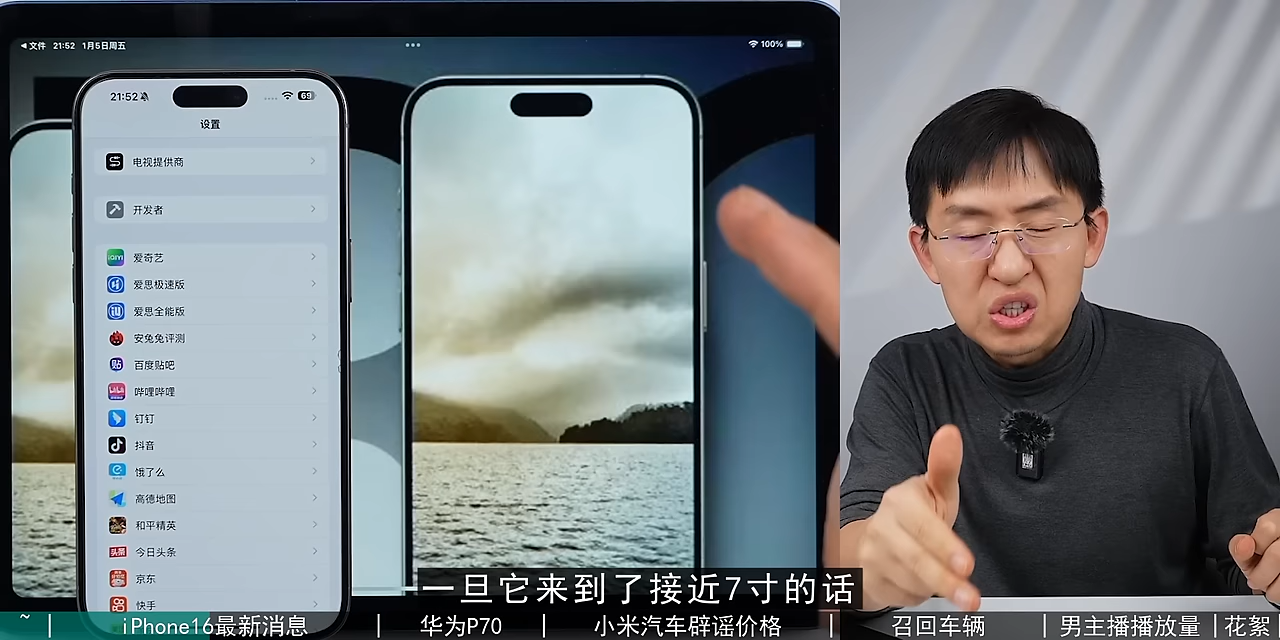 文件 21:52 1月5日周五
100%
21:52
69
设置
电视提供商
开发者
爱奇艺
爱思极速版
爱思全能版
安兔兔评测
百度贴吧
哔哩哔哩
钉钉
抖音
饿了么
高德地图
和平精英
今日头条
京东
快手
一旦它来到了接近7寸的话
~ | iPhone16最新消息 | 华为P70 | 小米汽车辟谣价格 | 召回车辆 | 男主播播放量 | 花絮